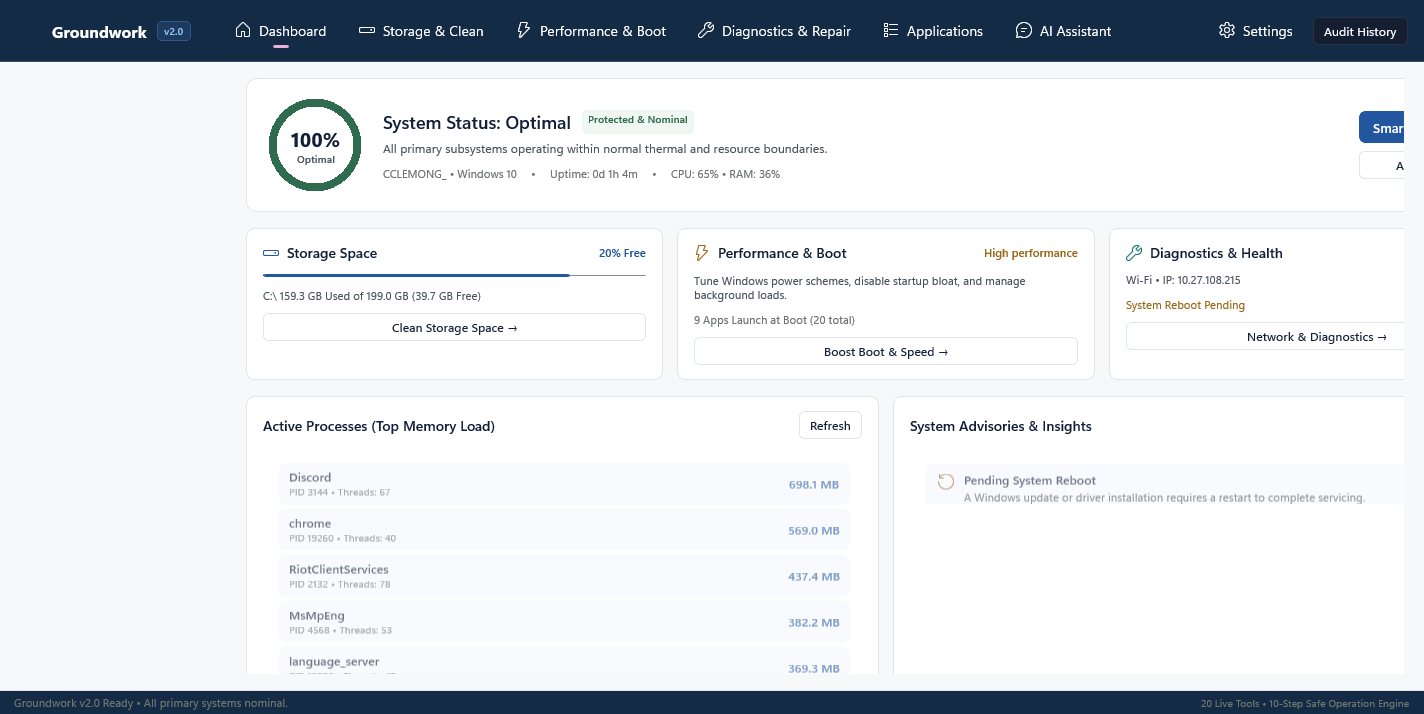 Groundwork v2.0 Dashboard Storage & Clean Performance & Boot Diagnostics & Repair Applications AI Assistant Settings Audit History
100%
Optimal
System Status: Optimal Protected & Nominal
All primary subsystems operating within normal thermal and resource boundaries.
CCLEMONG_ • Windows 10 • Uptime: 0d 1h 4m • CPU: 65% • RAM: 36%
Smar
A
Storage Space 20% Free
C:\ 159.3 GB Used of 199.0 GB (39.7 GB Free)
Clean Storage Space →
Performance & Boot High performance
Tune Windows power schemes, disable startup bloat, and manage
background loads.
9 Apps Launch at Boot (20 total)
Boost Boot & Speed →
Diagnostics & Health
Wi-Fi • IP: 10.27.108.215
System Reboot Pending
Network & Diagnostics →
Active Processes (Top Memory Load) Refresh
Discord 698.1 MB
PID 3144 • Threads: 67
chrome 569.0 MB
PID 19260 • Threads: 40
RiotClientServices 437.4 MB
PID 2132 • Threads: 78
MsMpEng 382.2 MB
PID 4568 • Threads: 53
language_server 369.3 MB
System Advisories & Insights
Pending System Reboot
A Windows update or driver installation requires a restart to complete servicing.
Groundwork v2.0 Ready • All primary systems nominal.
20 Live Tools • 10-Step Safe Operation Engine